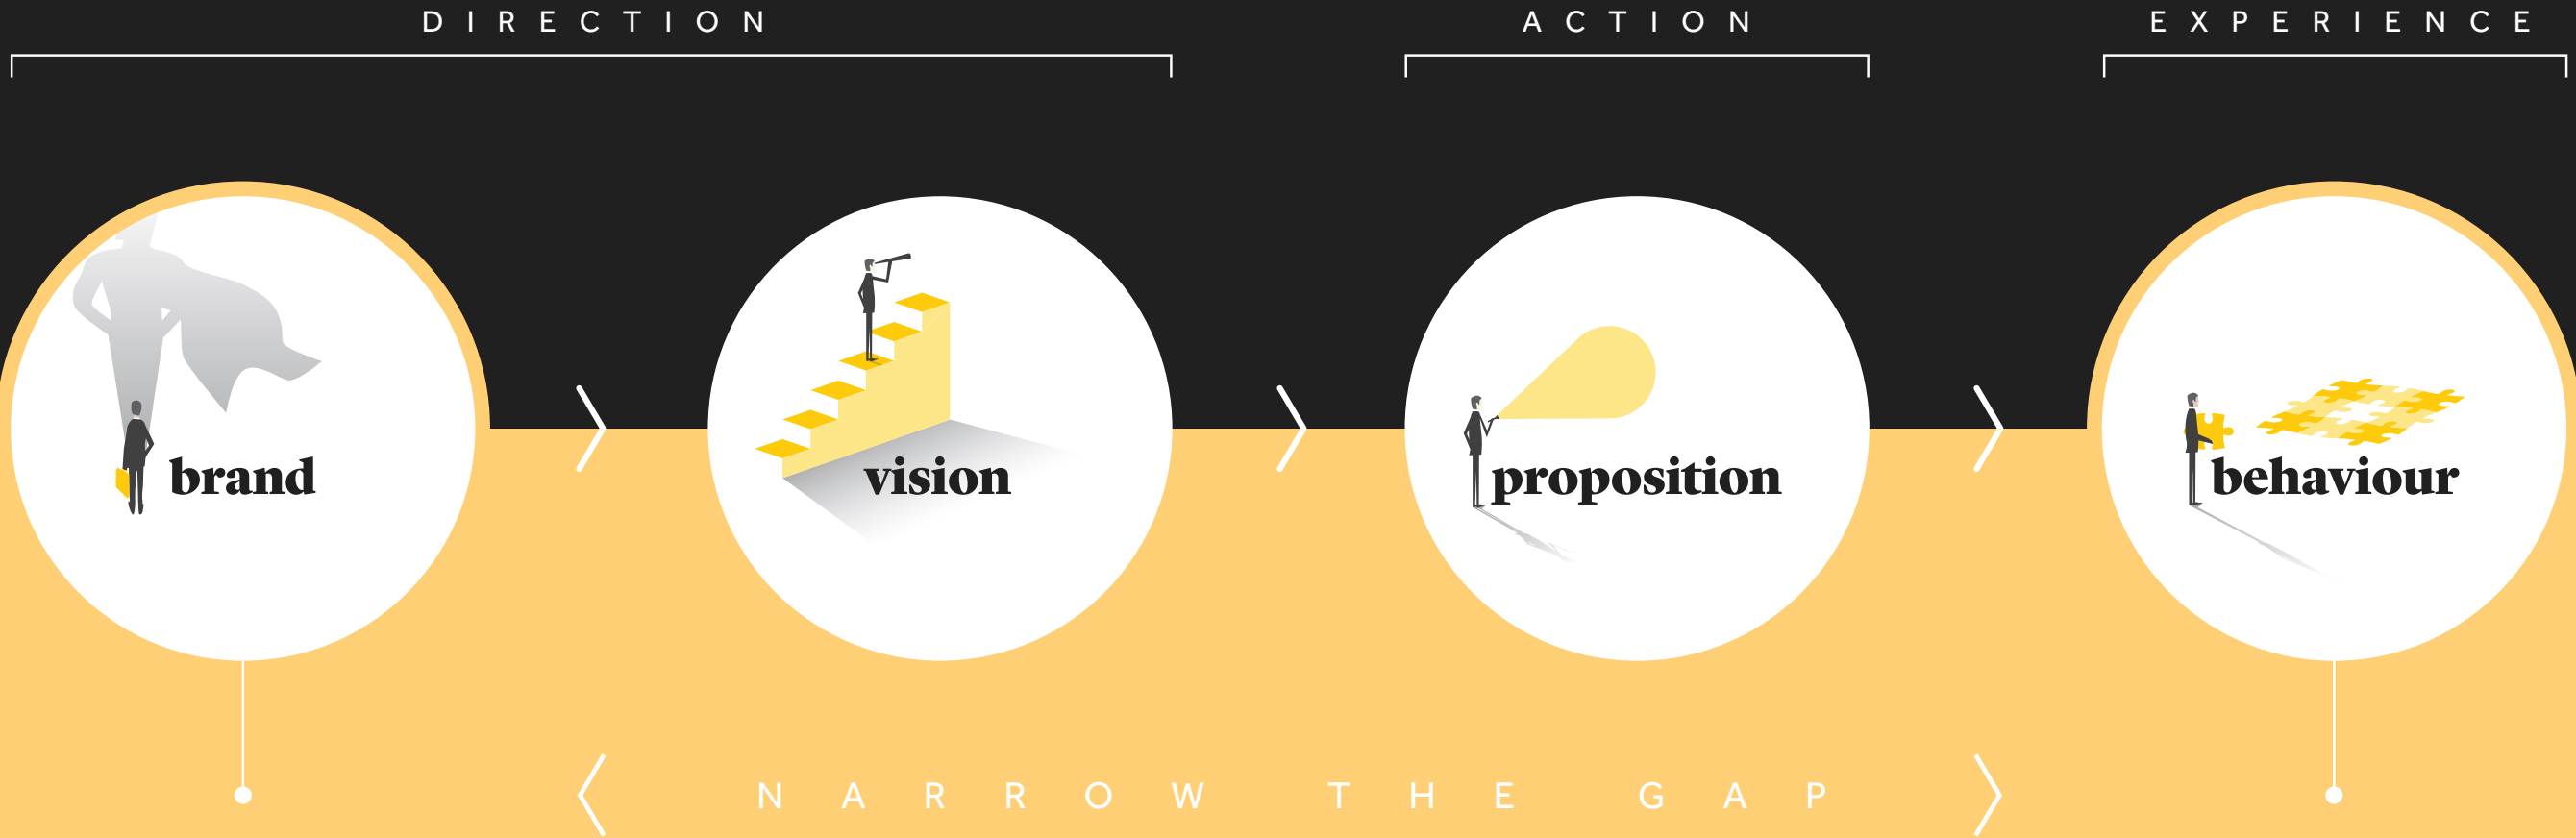 DIRECTION
ACTION
EXPERIENCE
brand
vision
proposition
behaviour
NARROW THE GAP